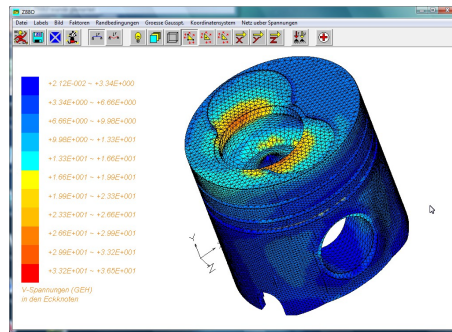 Z88O
Datei Labels Bild Faktoren Randbedingungen Groesse Gausspt. Koordinatensystem Netz ueber Spannungen
+2.12E-002 ~ +3.34E+000
+3.34E+000 ~ +6.66E+000
+6.66E+000 ~ +9.98E+000
+9.98E+000 ~ +1.33E+001
+1.33E+001 ~ +1.66E+001
+1.66E+001 ~ +1.99E+001
+1.99E+001 ~ +2.33E+001
+2.33E+001 ~ +2.66E+001
+2.66E+001 ~ +2.99E+001
+2.99E+001 ~ +3.32E+001
+3.32E+001 ~ +3.65E+001
V-Spannungen (GEH)
in den Eckknoten
Y
X
Z